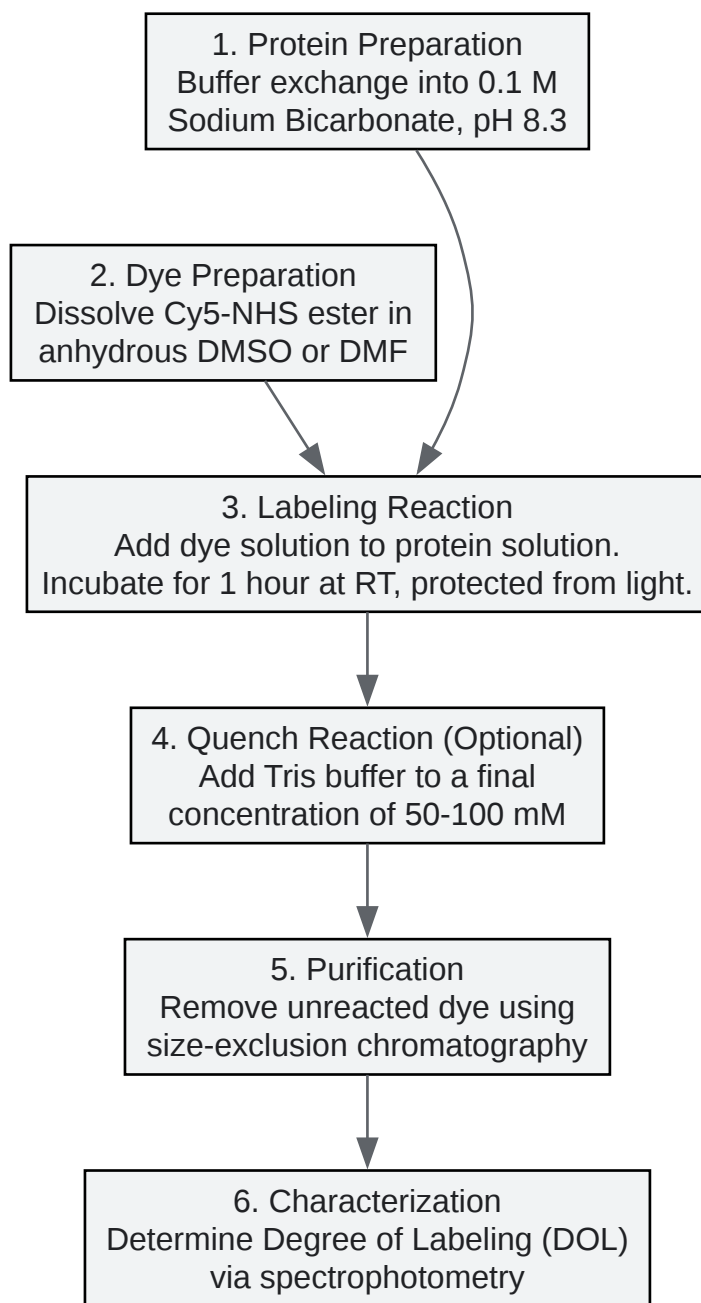 1. Protein Preparation
Buffer exchange into 0.1 M
Sodium Bicarbonate, pH 8.3
2. Dye Preparation
Dissolve Cy5-NHS ester in
anhydrous DMSO or DMF
3. Labeling Reaction
Add dye solution to protein solution.
Incubate for 1 hour at RT, protected from light.
4. Quench Reaction (Optional)
Add Tris buffer to a final
concentration of 50-100 mM
5. Purification
Remove unreacted dye using
size-exclusion chromatography
6. Characterization
Determine Degree of Labeling (DOL)
via spectrophotometry